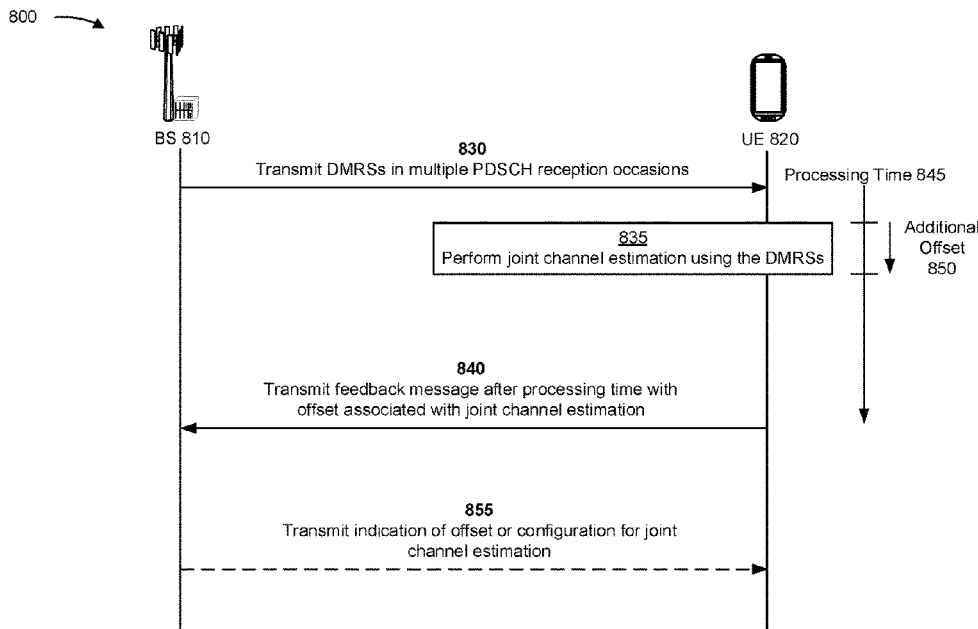 800
BS 810
UE 820
830
Transmit DMRSs in multiple PDSCH reception occasions
Processing Time 845
835
Perform joint channel estimation using the DMRSs
Additional
Offset
850
840
Transmit feedback message after processing time with
offset associated with joint channel estimation
855
Transmit indication of offset or configuration for joint
channel estimation